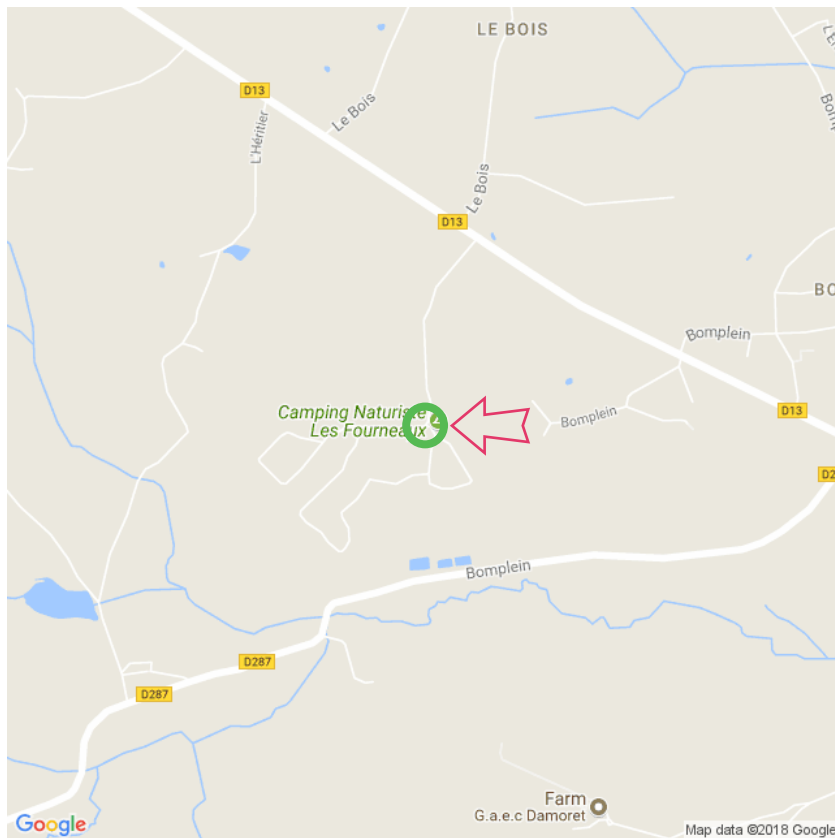 LE BOIS
D13
Le Bois
L'Héritier
Le Bois
D13
BO
Bomplein
Camping Naturiste
Les Fourneaux
Bomplein
D13
D2
Bomplein
D287
D287
Farm
G.a.e.c Damoret
Google
Map data ©2018 Google